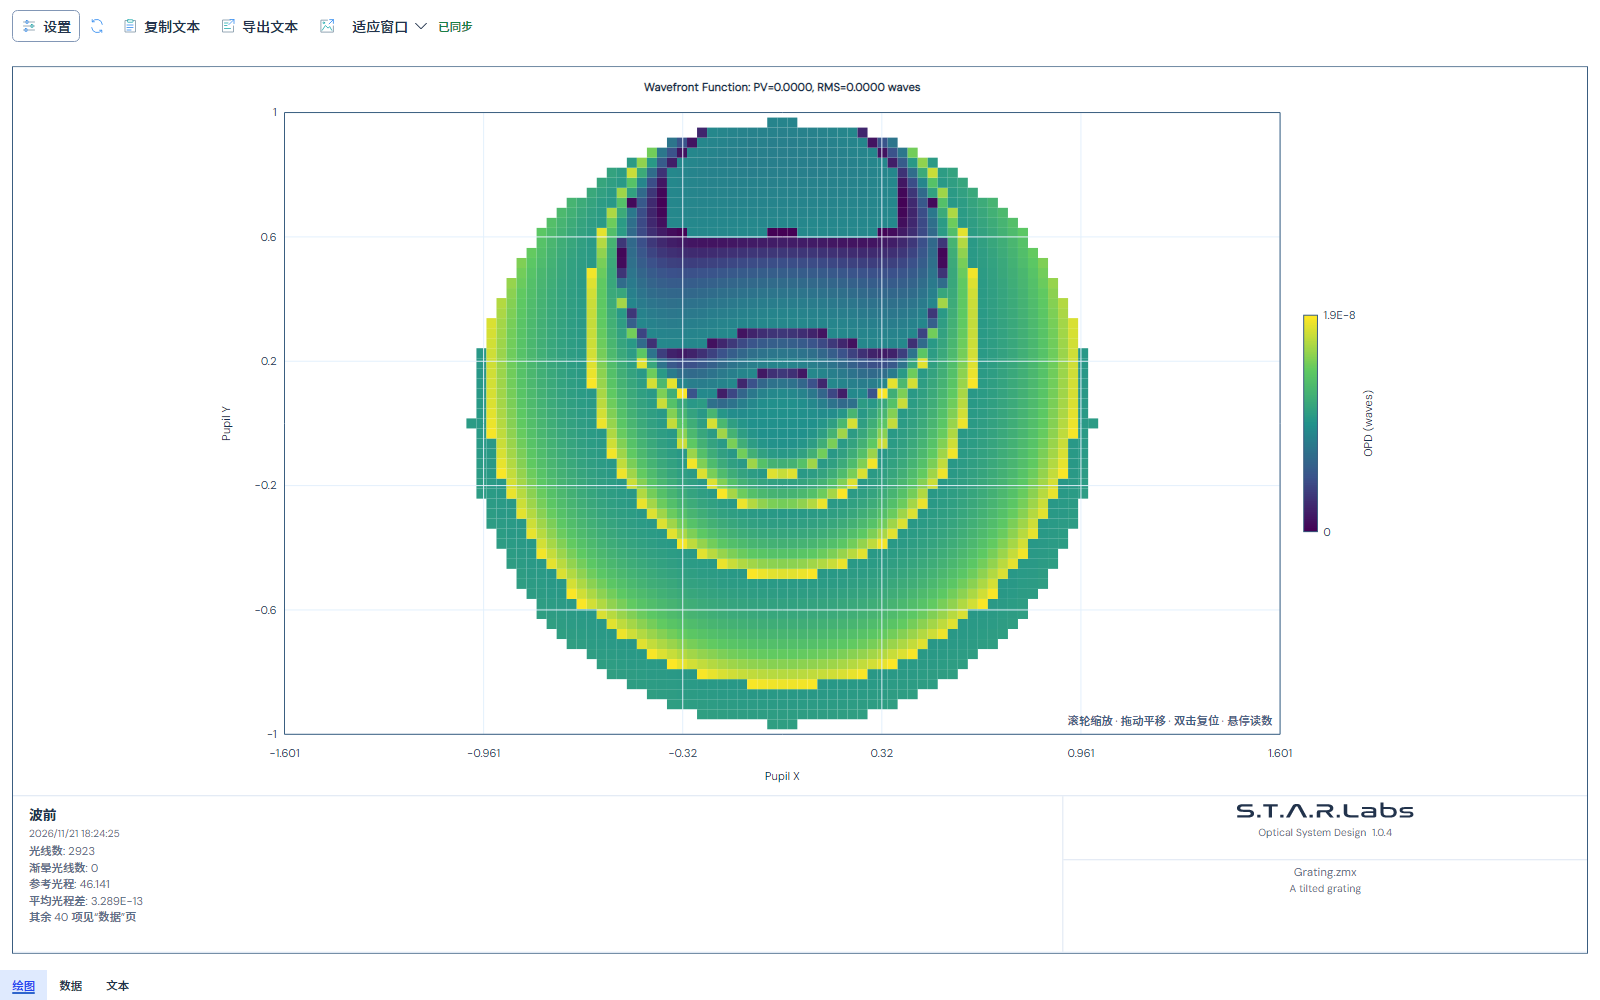 设置
复制文本
导出文本
适应窗口
已同步
Wavefront Function: PV=0.0000, RMS=0.0000 waves
1
0.6
0.2
-0.2
-0.6
-1
Pupil Y
-1.601
-0.961
-0.32
0.32
0.961
1.601
Pupil X
滚轮缩放 · 拖动平移 · 双击复位 · 悬停读数
1.9E-8
0
OPD (waves)
波前
2026/11/21 18:24:25
光线数: 2923
渐晕光线数: 0
参考光程: 46.141
平均光程差: 3.289E-13
其余 40 项见“数据”页
S.T.A.R.Labs
Optical System Design 1.0.4
Grating.zmx
A tilted grating
绘图
数据
文本